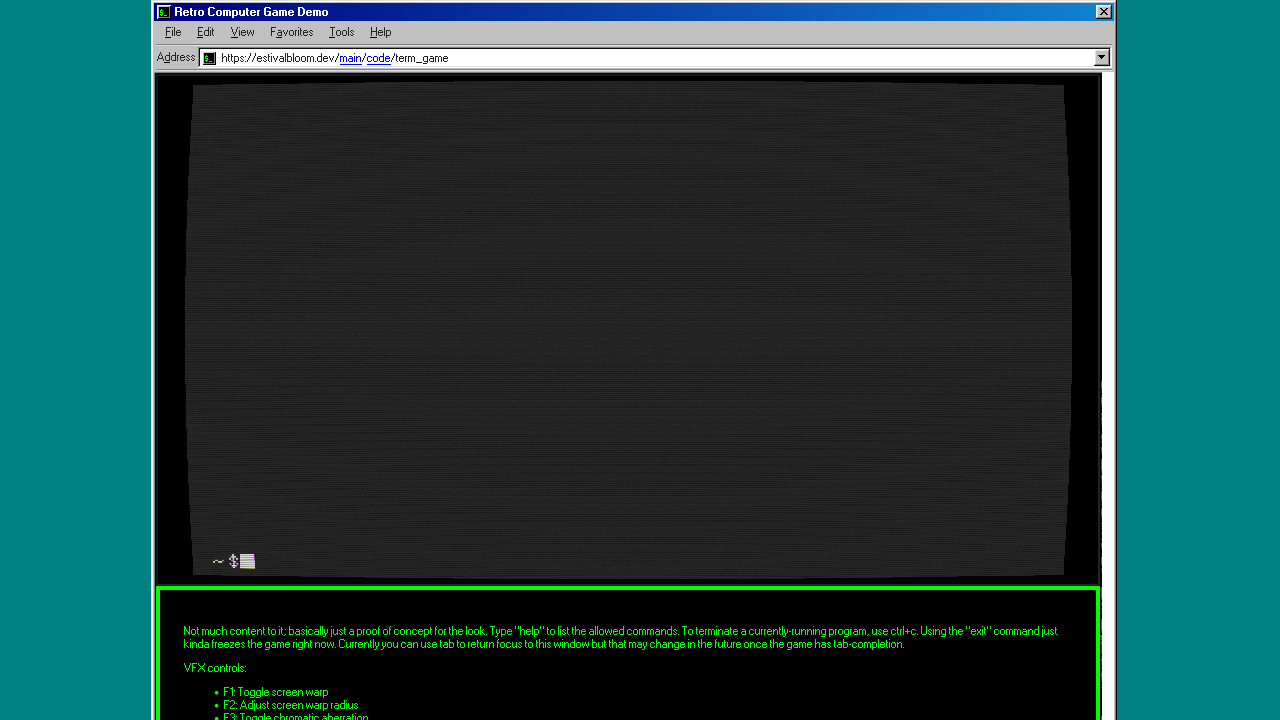 Retro Computer Game Demo
File Edit View Favorites Tools Help
Address https://estivalbloom.dev/main/code/term_game
~ $
Not much content to it; basically just a proof of concept for the look. Type "help" to list the allowed commands. To terminate a currently-running program, use ctrl+c. Using the "exit" command just
kinda freezes the game right now. Currently you can use tab to return focus to this window but that may change in the future once the game has tab-completion.
VFX controls:
• F1: Toggle screen warp
• F2: Adjust screen warp radius
• F3: Toggle chromatic aberration